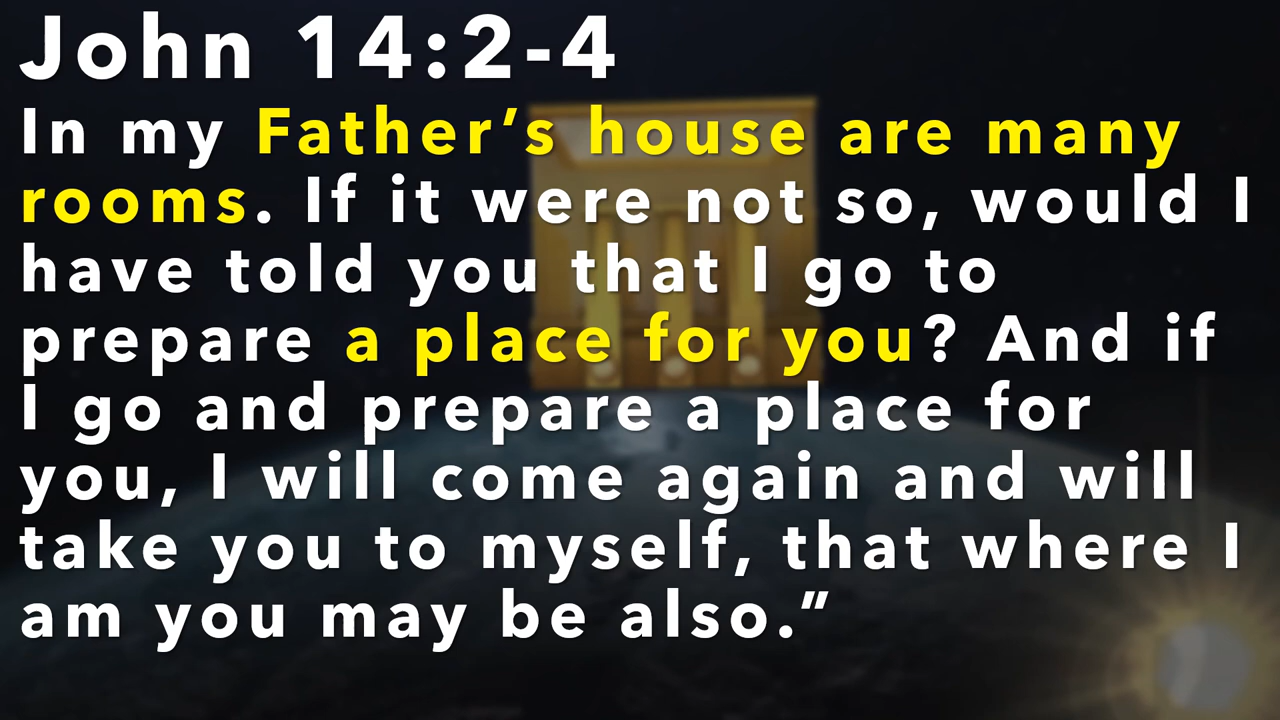 John 14:2-4
In my Father’s house are many
rooms. If it were not so, would I
have told you that I go to
prepare a place for you? And if
I go and prepare a place for
you, I will come again and will
take you to myself, that where I
am you may be also.”